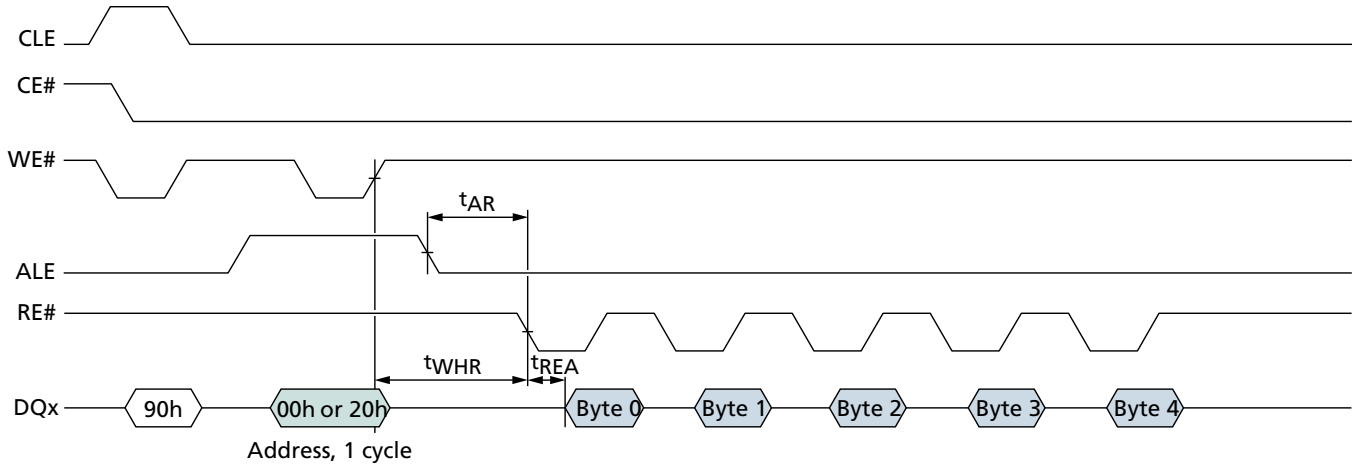 CLE
CE#
WE#
tAR
ALE
RE#
tWHR tREA
DQx 90h 00h or 20h Byte 0 Byte 1 Byte 2 Byte 3 Byte 4
Address, 1 cycle